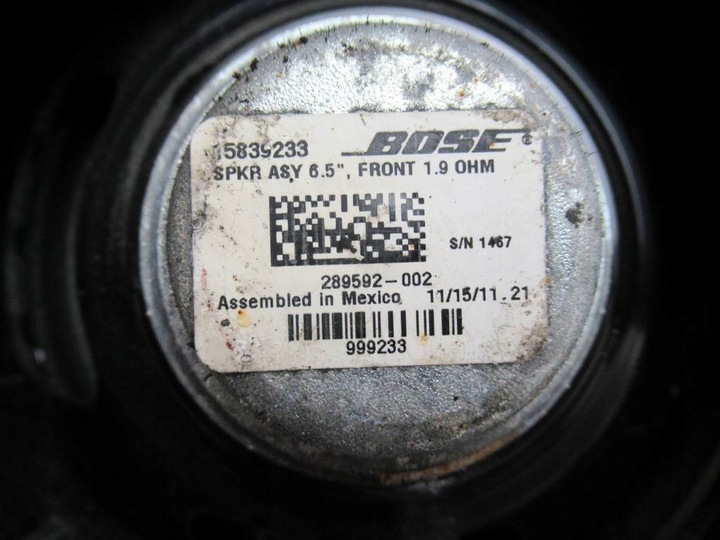 15839233 BOSE®
SPKR ASY 6.5", FRONT 1.9 OHM
S/N 1467
289592-002
Assembled in Mexico 11/15/11 21
999233